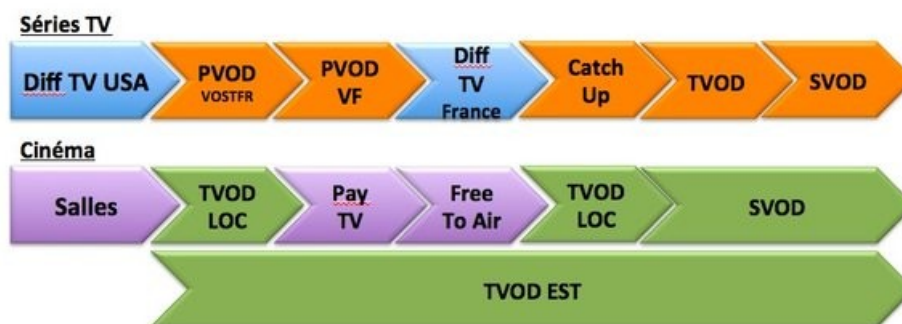 Séries TV
Diff TV USA
PVOD
VOSTFR
PVOD
VF
Diff
TV
France
Catch
Up
TVOD
SVOD
Cinéma
Salles
TVOD
LOC
Pay
TV
Free
To Air
TVOD
LOC
SVOD
TVOD EST